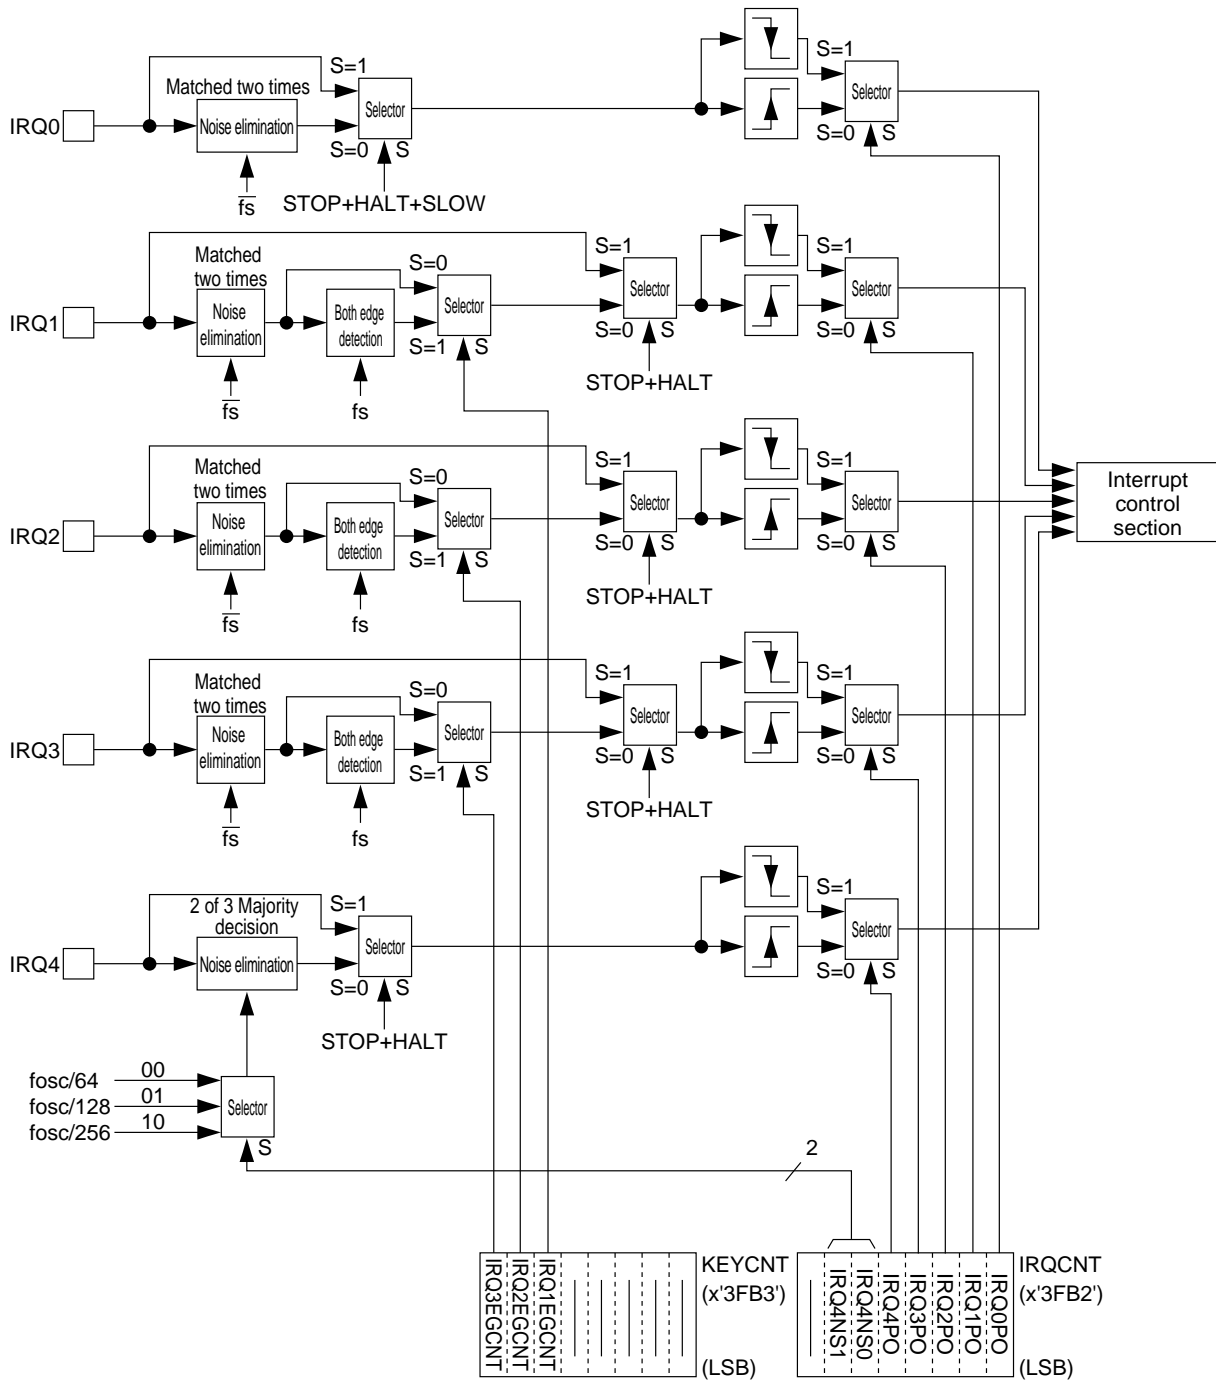 S=1
Matched two times
Selector
IRQ0
Noise elimination
S=0
S
fs
STOP+HALT+SLOW
S=1
Selector
S=0
S
Matched
two times
S=0
S=1
Selector
Selector
IRQ1
Noise
elimination
Both edge
detection
S=1
S
S=0
S
fs
fs
STOP+HALT
S=1
Selector
S=0
S
Matched
two times
S=0
S=1
Selector
Selector
IRQ2
Noise
elimination
Both edge
detection
S=1
S
S=0
S
fs
fs
STOP+HALT
S=1
Selector
S=0
S
Interrupt
control
section
Matched
two times
S=0
S=1
Selector
Selector
IRQ3
Noise
elimination
Both edge
detection
S=1
S
S=0
S
fs
fs
STOP+HALT
S=1
Selector
S=0
S
2 of 3 Majority
decision
S=1
Selector
IRQ4
Noise elimination
S=0
S
STOP+HALT
S=1
Selector
S=0
S
fosc/64
00
fosc/128
01
fosc/256
10
Selector
S
2
IRQ3EGCNT
IRQ2EGCNT
IRQ1EGCNT
KEYCNT
(x'3FB3')
(LSB)
IRQ4NS1
IRQ4NS0
IRQ4PO
IRQ3PO
IRQ2PO
IRQ1PO
IRQ0PO
IRQCNT
(x'3FB2')
(LSB)